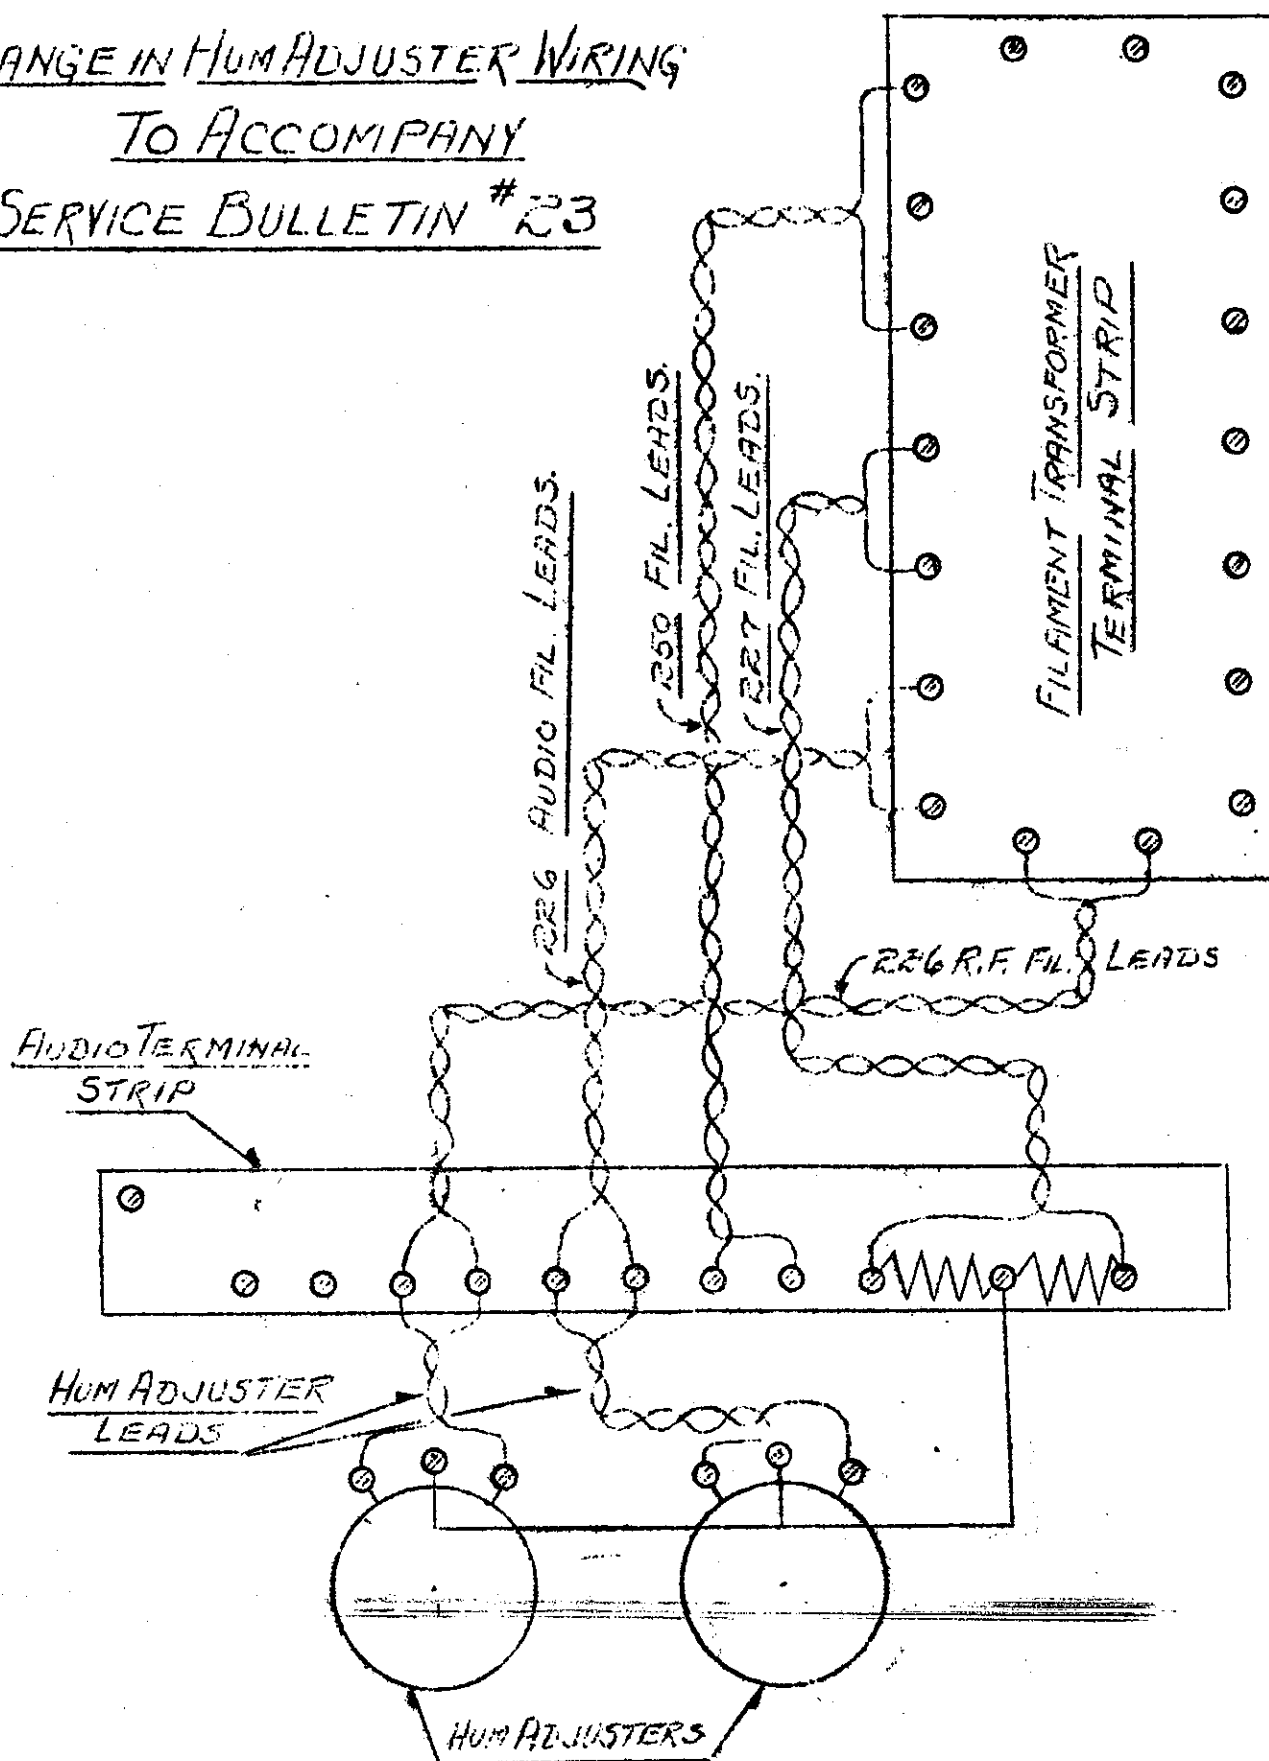 ANGE IN HUM ADJUSTER WIRING
TO ACCOMPANY
SERVICE BULLETIN #23
FILAMENT TRANSFORMER
TERMINAL STRIP
250 FIL. LEADS.
227 FIL. LEADS.
226 AUDIO FIL. LEADS.
226 R.F. FIL. LEADS
AUDIO TERMINAL
STRIP
HUM ADJUSTER
LEADS
HUM ADJUSTERS